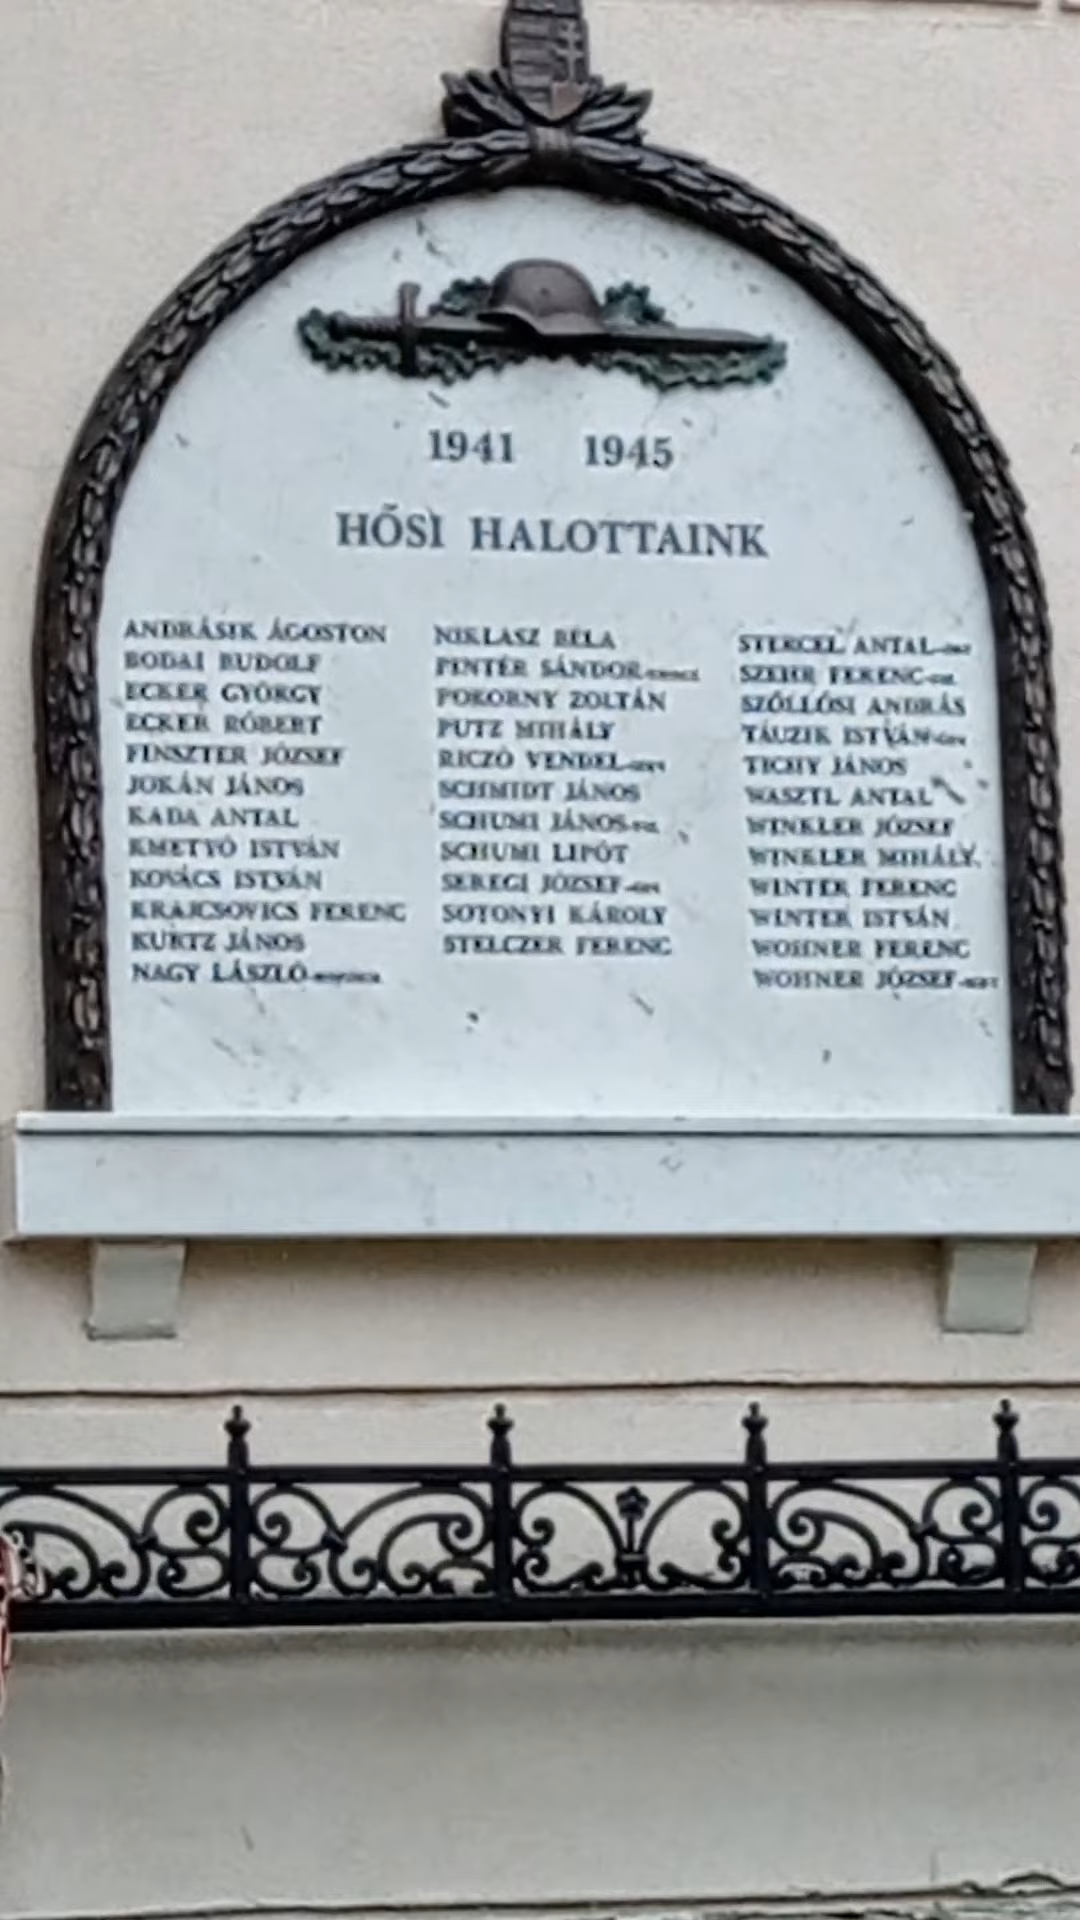 1941 1945
HŐSI HALOTTAINK
ANDRÁSIK ÁGOSTON
BODAI RUDOLF
ECKER GYÖRGY
ECKER RÓBERT
FINSZTER JÓZSEF
JOKÁN JÁNOS
KADA ANTAL
KMETYÓ ISTVÁN
KOVÁCS ISTVÁN
KRAJCSOVICS FERENC
KURTZ JÁNOS
NAGY LÁSZLÓ
NIKLASZ BÉLA
PINTÉR SÁNDOR
POKORNY ZOLTÁN
PUTZ MIHÁLY
RICZÓ VENDEL
SCHMIDT JÁNOS
SCHUMI JÁNOS
SCHUMI LIPÓT
SEREGI JÓZSEF
SOTONYI KÁROLY
STELCZER FERENC
ANTAL
SZEHR FERENC
SZŐLLŐSI ANDRÁS
TÁUZIK ISTVÁN
TICHY JÁNOS
WASZTL ANTAL
WINKLER JÓZSEF
WINKLER MIHÁLY
WINTER FERENC
WINTER ISTVÁN
WOHNER FERENC
WOHNER JÓZSEF